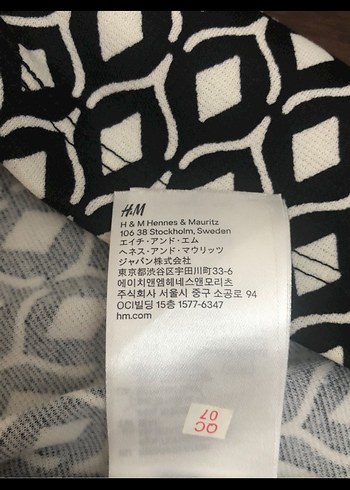 H&M
H & M Hennes & Mauritz
106 38 Stockholm, Sweden
エイチ・アンド・エム
ヘネス・アンド・マウリッツ
ジャパン株式会社
東京都渋谷区宇田川町33-6
에이치앤엠헤네스앤모리츠
주식회사 서울시 중구 소공로 94
OCI빌딩 15층 1577-6347
hm.com
QC
07